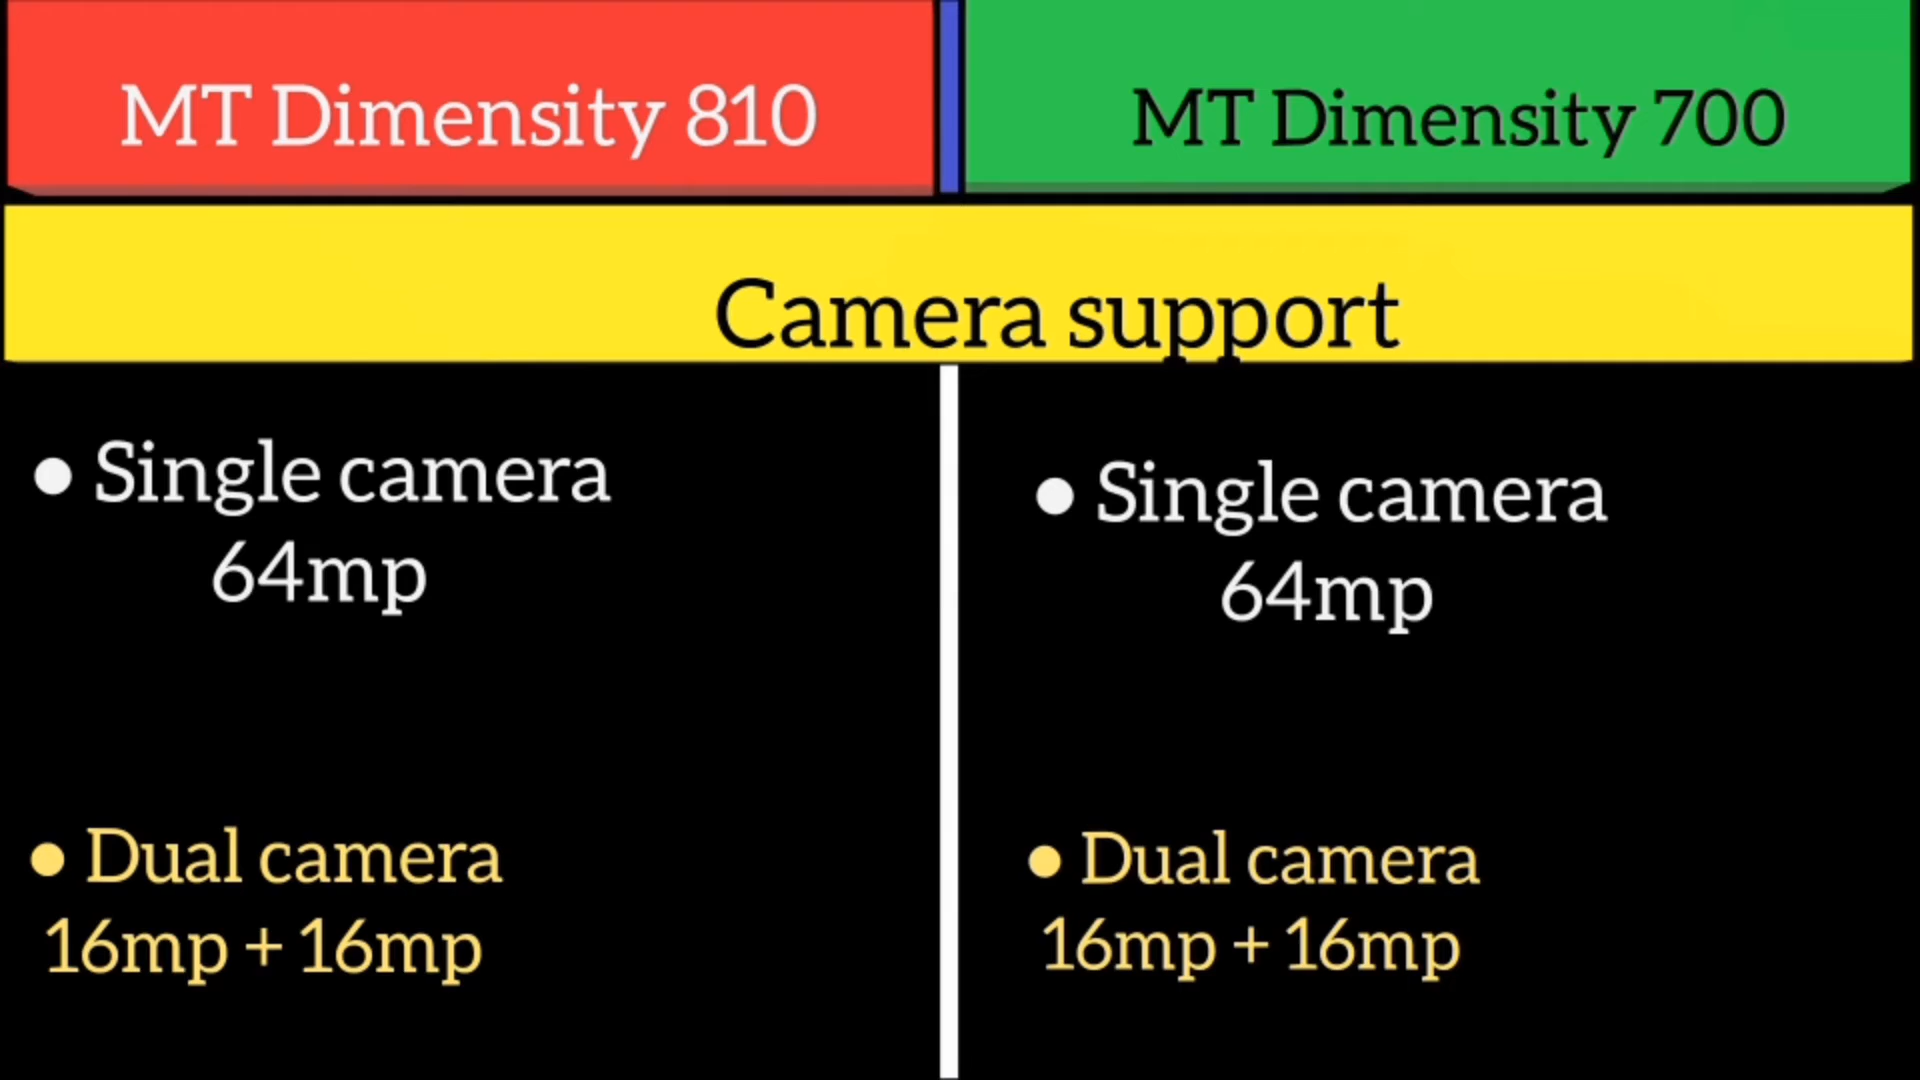 MT Dimensity 810
MT Dimensity 700
Camera support
● Single camera
64mp
● Dual camera
16mp + 16mp
● Single camera
64mp
● Dual camera
16mp + 16mp